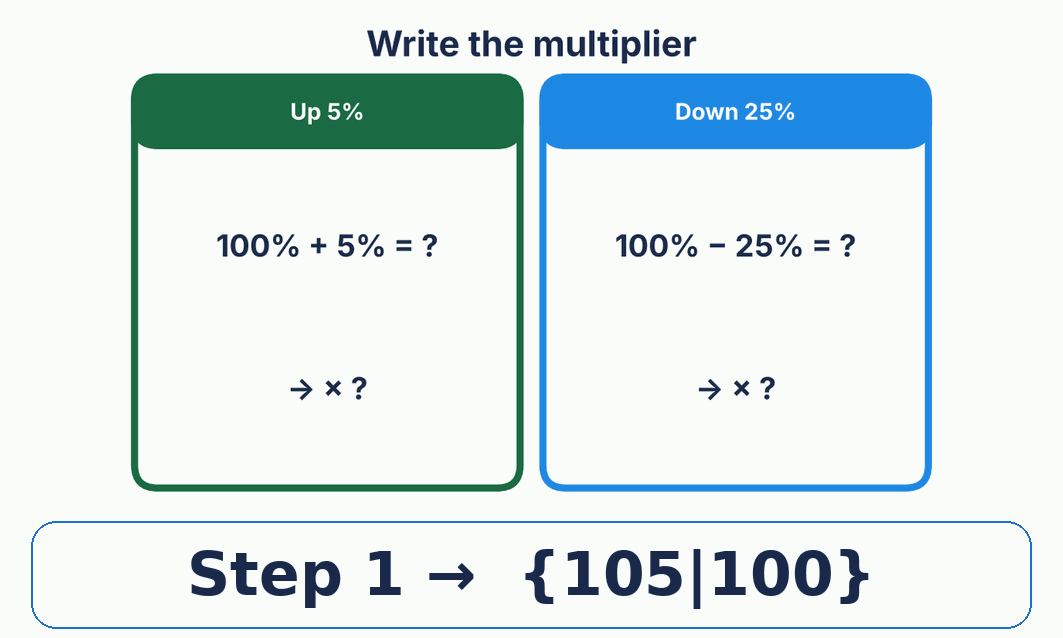 Write the multiplier
Up 5%
100% + 5% = ?
→ × ?
Down 25%
100% − 25% = ?
→ × ?
Step 1 → {105|100}